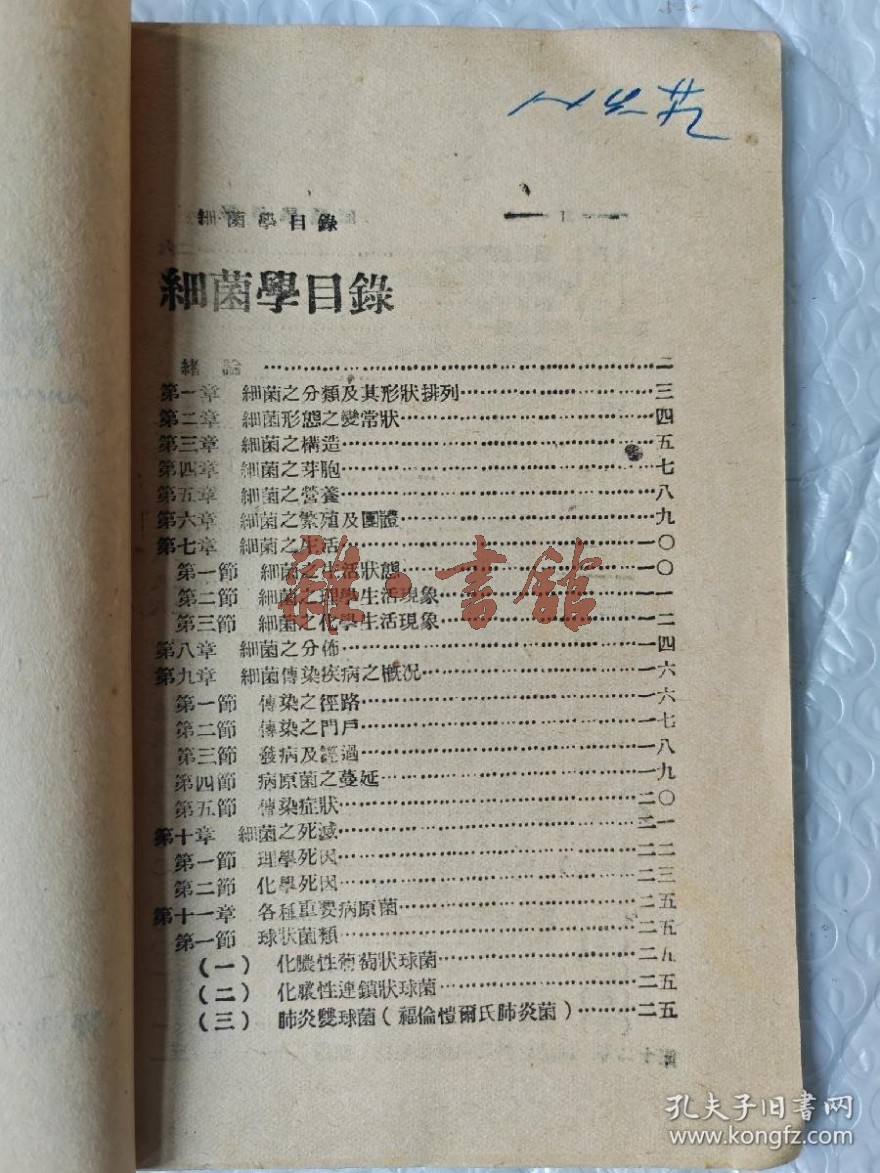 細菌學目錄
細菌學目錄
緒 論 ………………………… 二
第一章 細菌之分類及其形狀排列………………三
第二章 細菌形態之變常狀………………四
第三章 細菌之構造………………五
第四章 細菌之芽胞………………七
第五章 細菌之營養………………八
第六章 細菌之繁殖及團體………………九
第七章 細菌之生活………………一〇
第一節 細菌之生活狀態………………一〇
第二節 細菌之理學生活現象………………一一
第三節 細菌之化學生活現象………………一二
第八章 細菌之分佈………………一四
第九章 細菌傳染疾病之概況………………一六
第一節 傳染之徑路………………一六
第二節 傳染之門戶………………一七
第三節 發病及經過………………一八
第四節 病原菌之蔓延………………一九
第五節 傳染症狀………………二〇
第十章 細菌之死滅………………二一
第一節 理學死因………………二二
第二節 化學死因………………二三
第十一章 各種重要病原菌………………二五
第一節 球狀菌類………………二五
(一) 化膿性葡萄狀球菌………………二五
(二) 化膿性連鎖狀球菌………………二五
(三) 肺炎雙球菌(福倫愷爾氏肺炎菌)………二五
雜·書館
孔夫子旧书网
www.kongfz.com